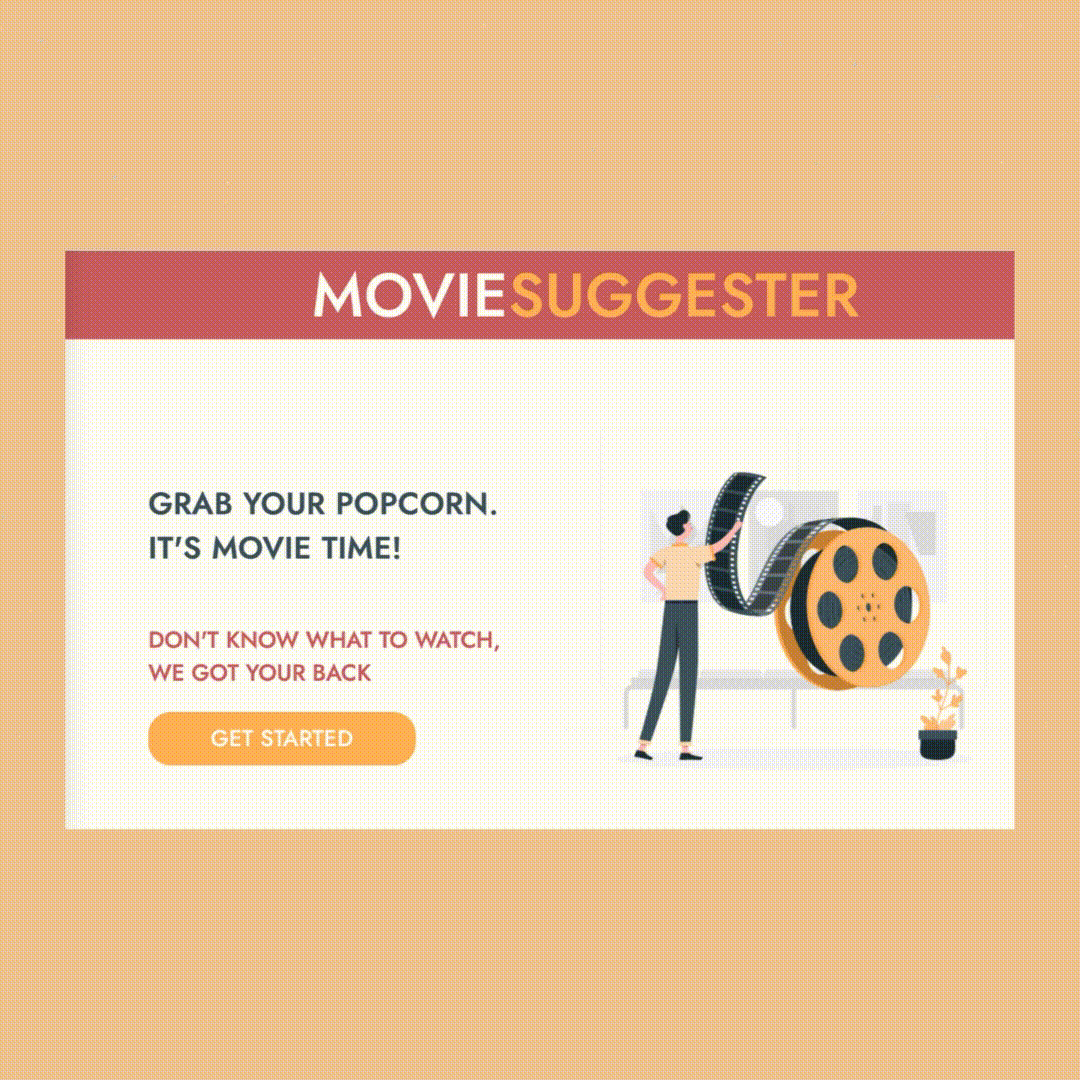 MOVIESUGGESTER
GRAB YOUR POPCORN.
IT'S MOVIE TIME!
DON'T KNOW WHAT TO WATCH,
WE GOT YOUR BACK
GET STARTED